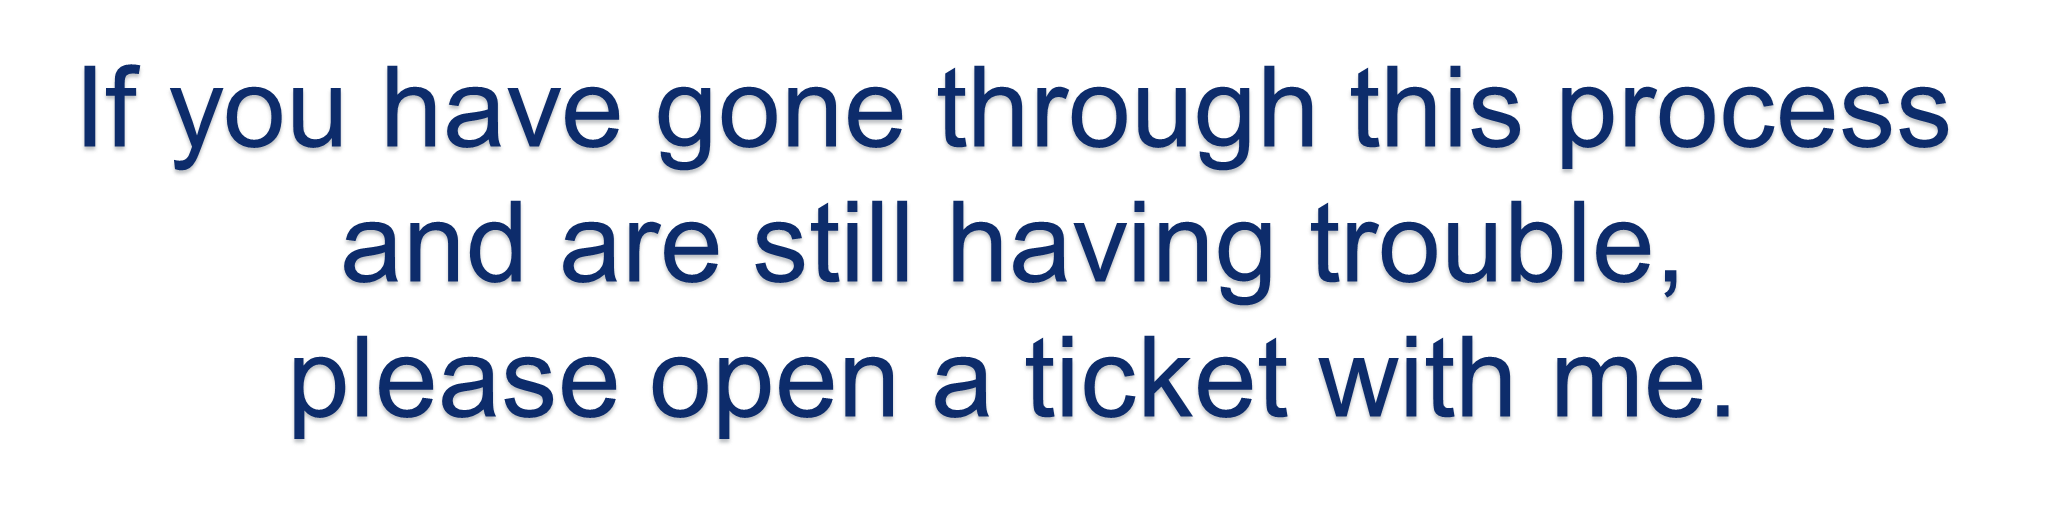 If you have gone through this process
and are still having trouble,
please open a ticket with me.